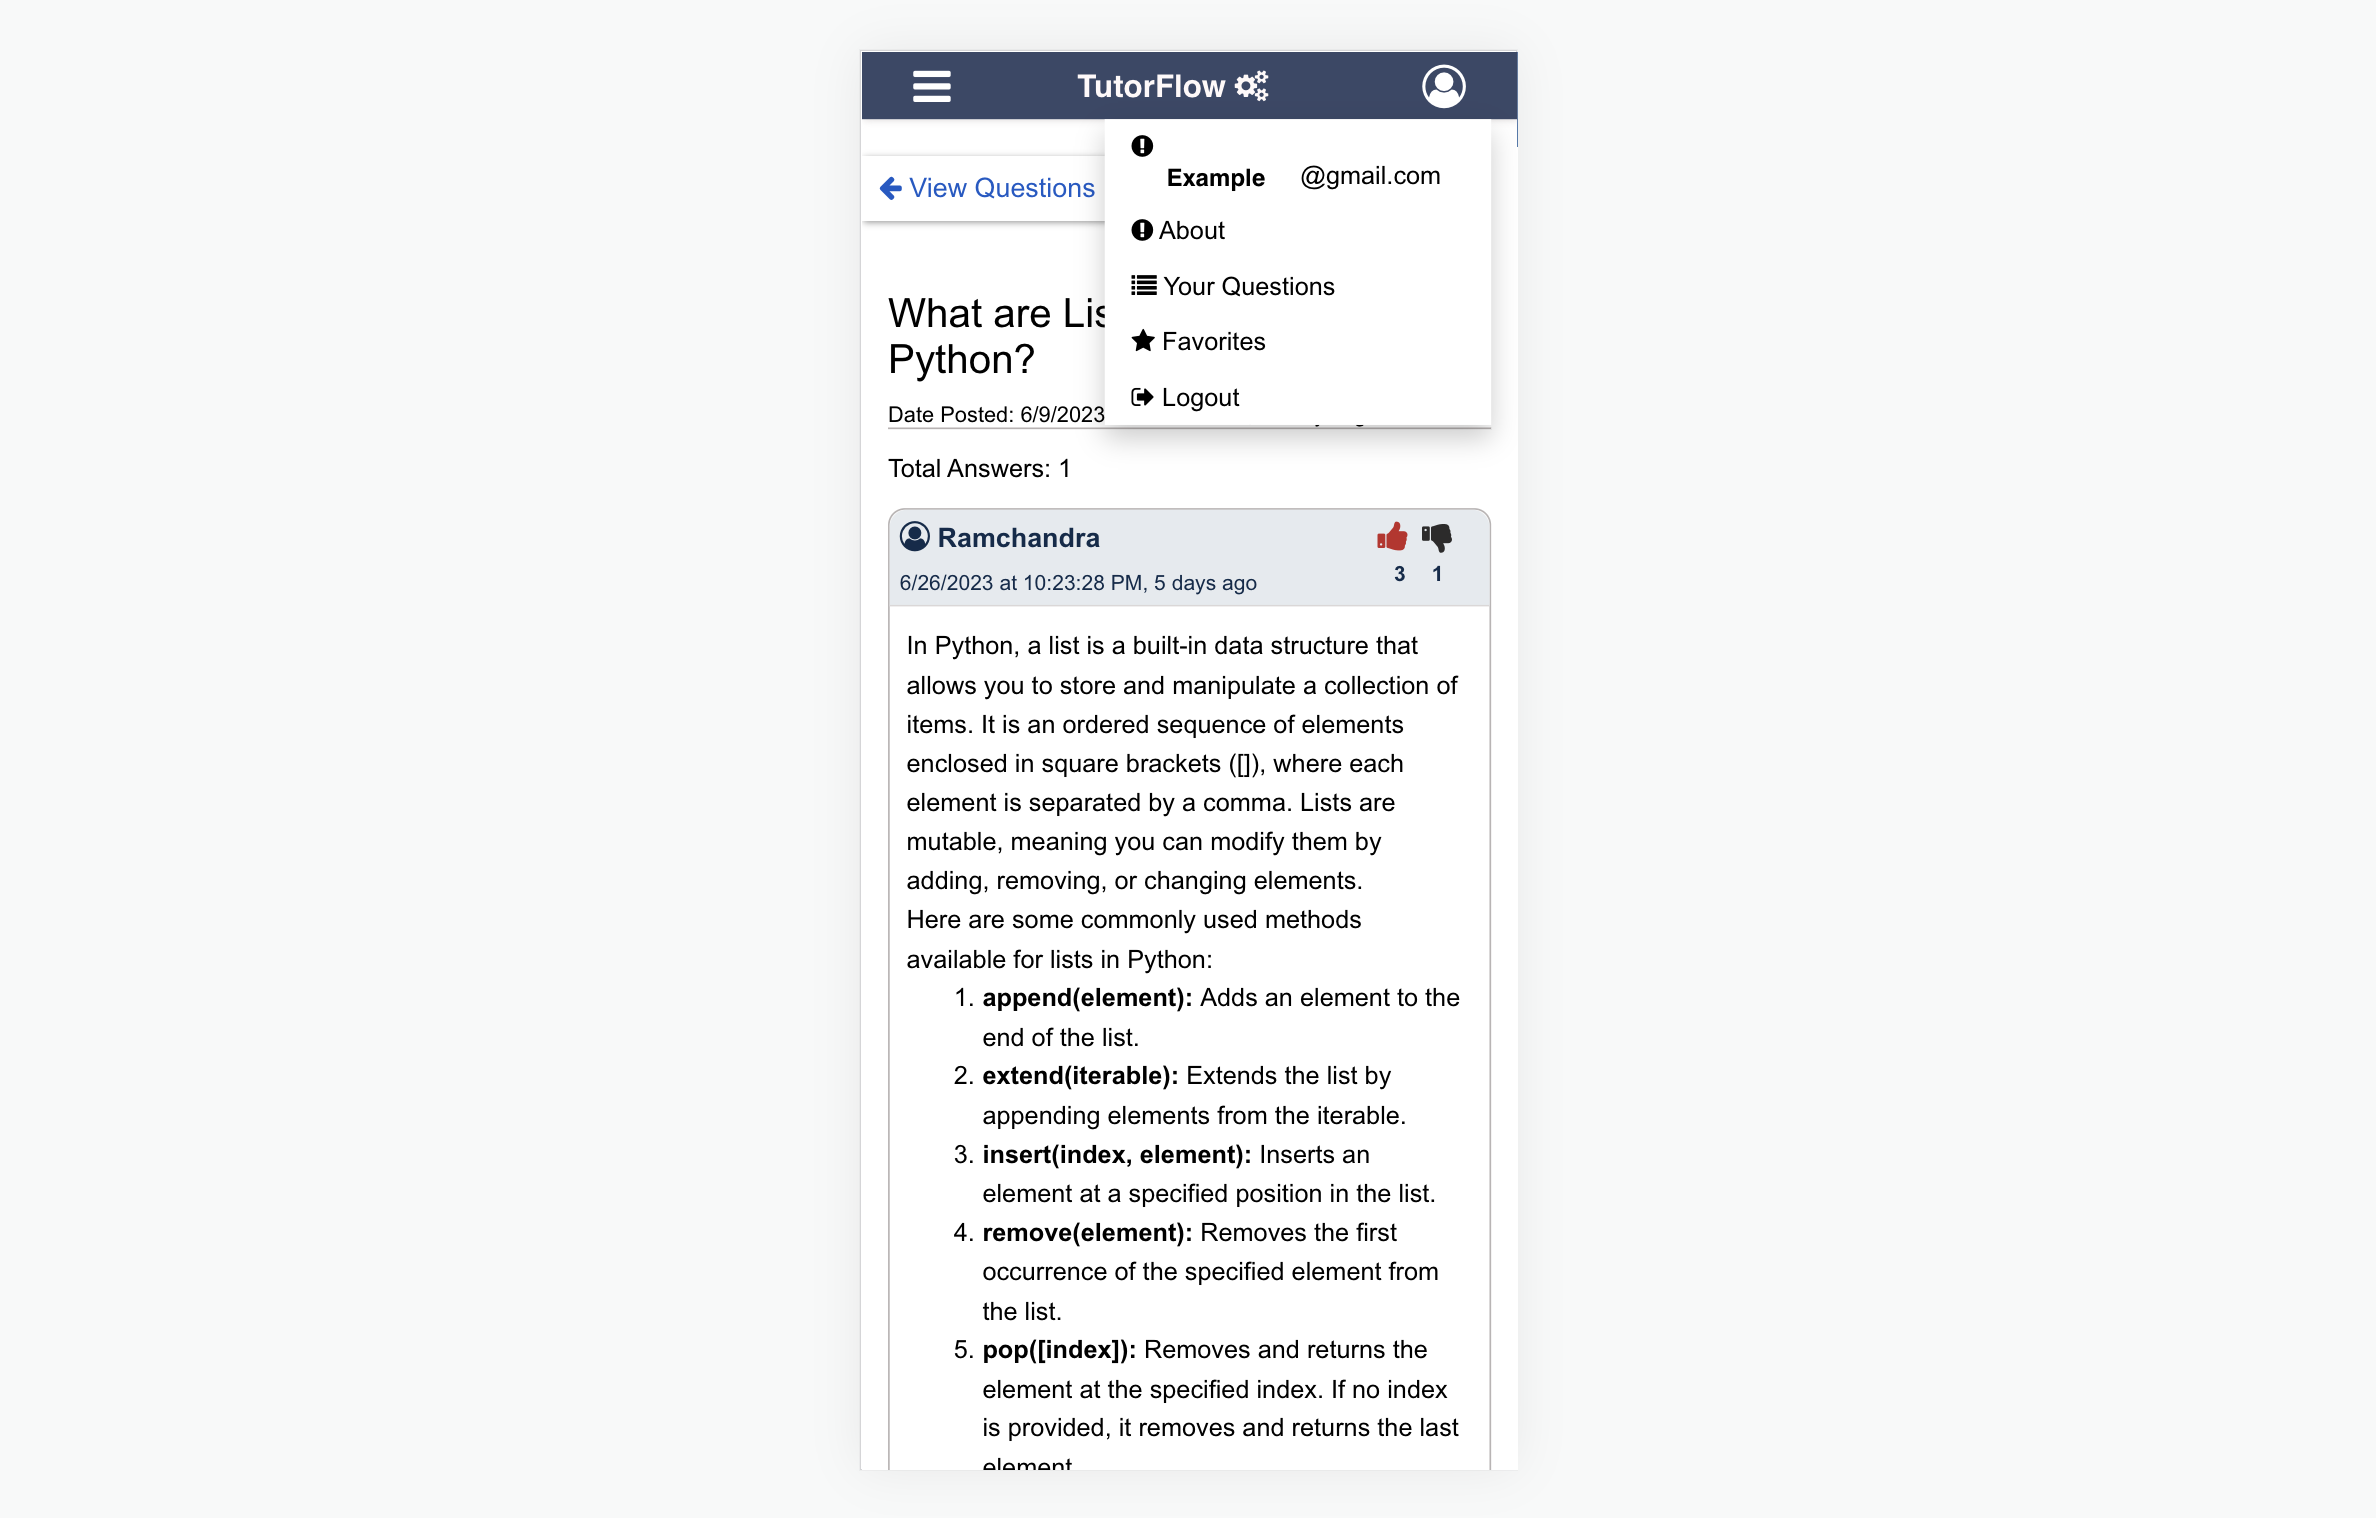 TutorFlow
Example @gmail.com
View Questions
About
Your Questions
Favorites
Logout
What are Lis
Python?
Date Posted: 6/9/2023
Total Answers: 1
Ramchandra
3 1
6/26/2023 at 10:23:28 PM, 5 days ago
In Python, a list is a built-in data structure that
allows you to store and manipulate a collection of
items. It is an ordered sequence of elements
enclosed in square brackets ([]), where each
element is separated by a comma. Lists are
mutable, meaning you can modify them by
adding, removing, or changing elements.
Here are some commonly used methods
available for lists in Python:
1. append(element): Adds an element to the
end of the list.
2. extend(iterable): Extends the list by
appending elements from the iterable.
3. insert(index, element): Inserts an
element at a specified position in the list.
4. remove(element): Removes the first
occurrence of the specified element from
the list.
5. pop([index]): Removes and returns the
element at the specified index. If no index
is provided, it removes and returns the last
element